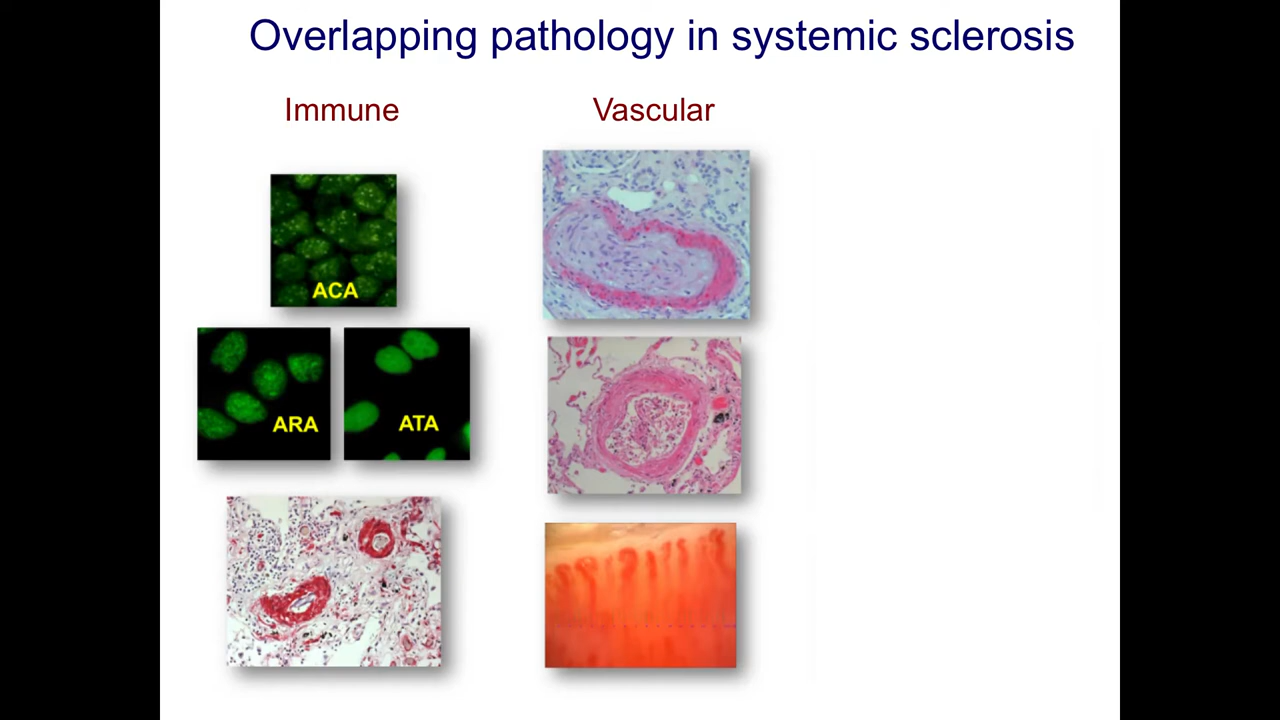 Overlapping pathology in systemic sclerosis
Immune
Vascular
ACA
ARA
ATA